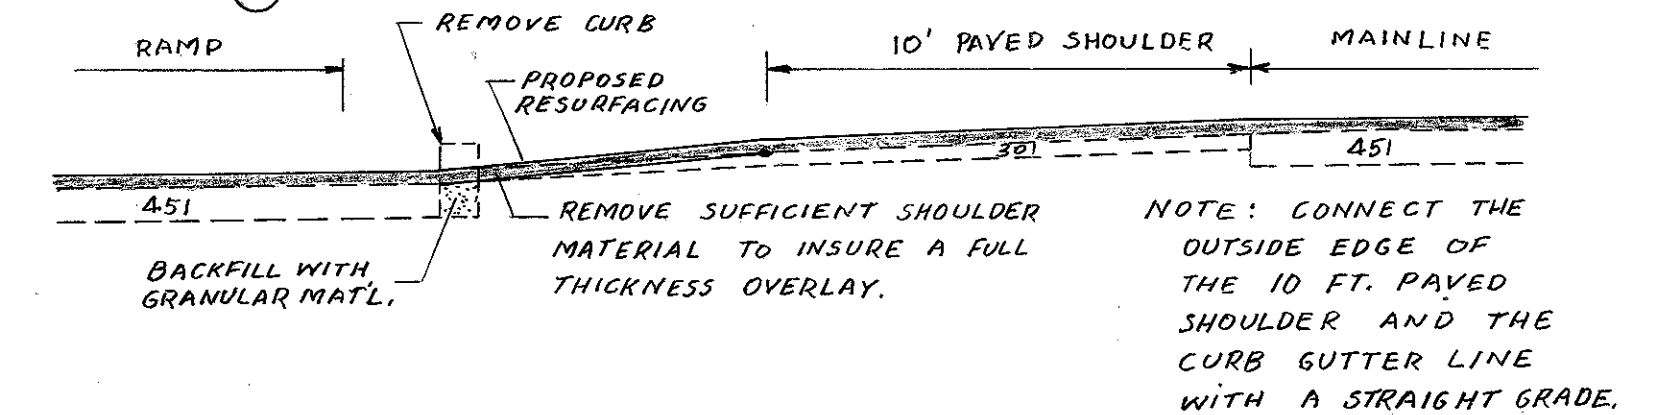 REMOVE CURB
RAMP
10' PAVED SHOULDER
MAINLINE
PROPOSED
RESURFACING
301
451
451
REMOVE SUFFICIENT SHOULDER
MATERIAL TO INSURE A FULL
THICKNESS OVERLAY.
BACKFILL WITH
GRANULAR MAT'L.
NOTE: CONNECT THE
OUTSIDE EDGE OF
THE 10 FT. PAVED
SHOULDER AND THE
CURB GUTTER LINE
WITH A STRAIGHT GRADE.